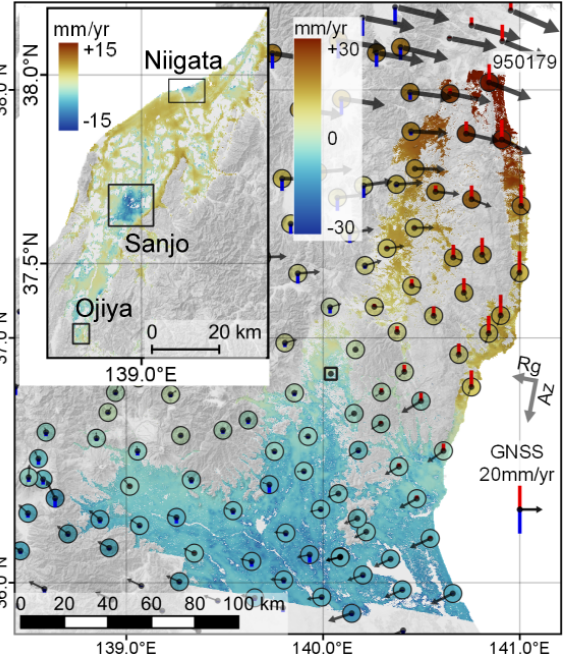 mm/yr
+15
-15
Niigata
Sanjo
Ojiya
0 20 km
38.0°N
37.5°N
139.0°E
mm/yr
+30
0
-30
950179
37.0°N
Rg
Az
GNSS
20mm/yr
0 20 40 60 80 100 km
139.0°E 140.0°E 141.0°E